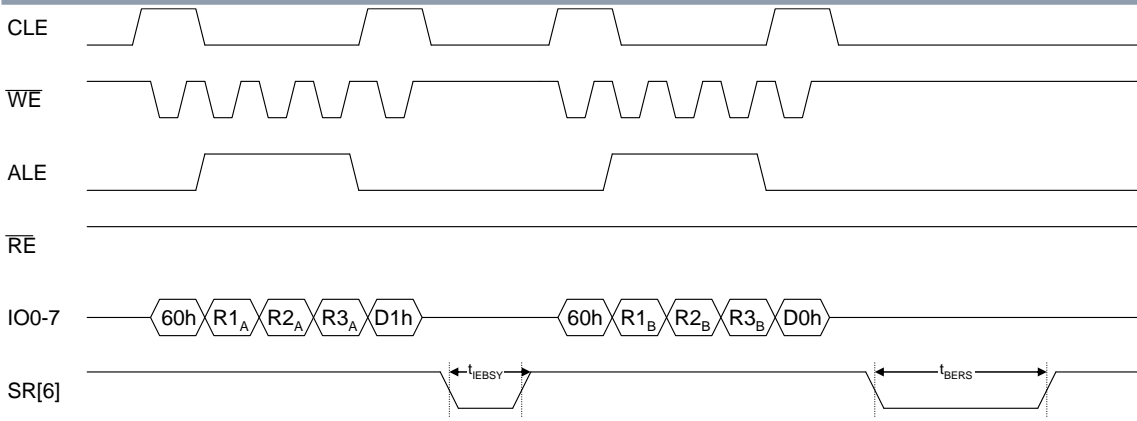 CLE
WE
ALE
RE
IO0-7 60h R1A R2A R3A D1h 60h R1B R2B R3B D0h
SR[6] tIEBSY tBERS